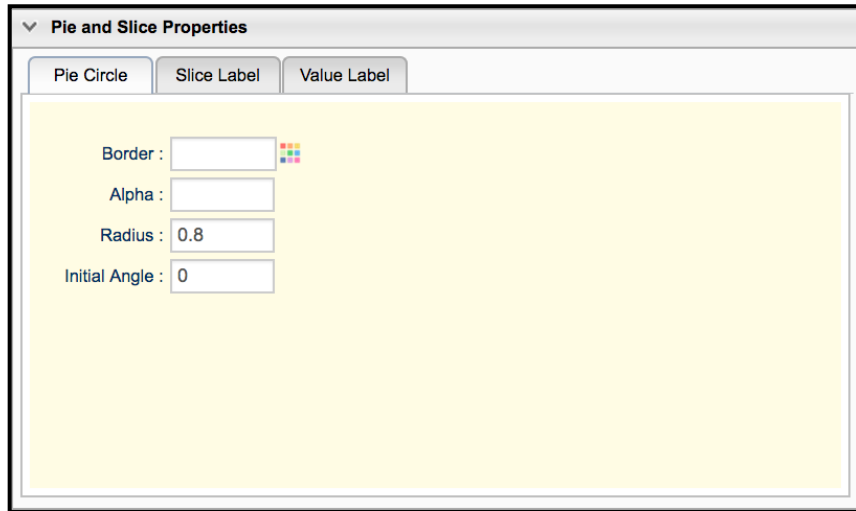 Pie and Slice Properties
Pie Circle Slice Label Value Label
Border :
Alpha :
Radius : 0.8
Initial Angle : 0